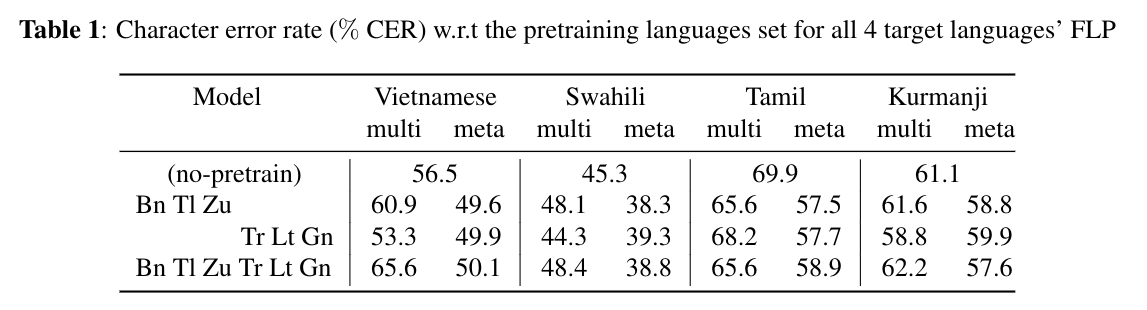 Table 1: Character error rate (% CER) w.r.t the pretraining languages set for all 4 target languages' FLP
Model Vietnamese Swahili Tamil Kurmanji
multi meta multi meta multi meta multi meta
(no-pretrain) 56.5 45.3 69.9 61.1
Bn Tl Zu 60.9 49.6 48.1 38.3 65.6 57.5 61.6 58.8
Tr Lt Gn 53.3 49.9 44.3 39.3 68.2 57.7 58.8 59.9
Bn Tl Zu Tr Lt Gn 65.6 50.1 48.4 38.8 65.6 58.9 62.2 57.6